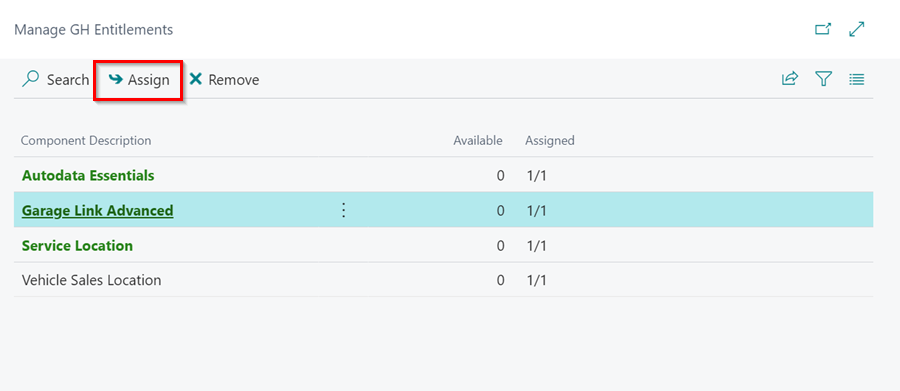 Manage GH Entitlements
Search Assign Remove
Component Description Available Assigned
Autodata Essentials 0 1/1
Garage Link Advanced 0 1/1
Service Location 0 1/1
Vehicle Sales Location 0 1/1